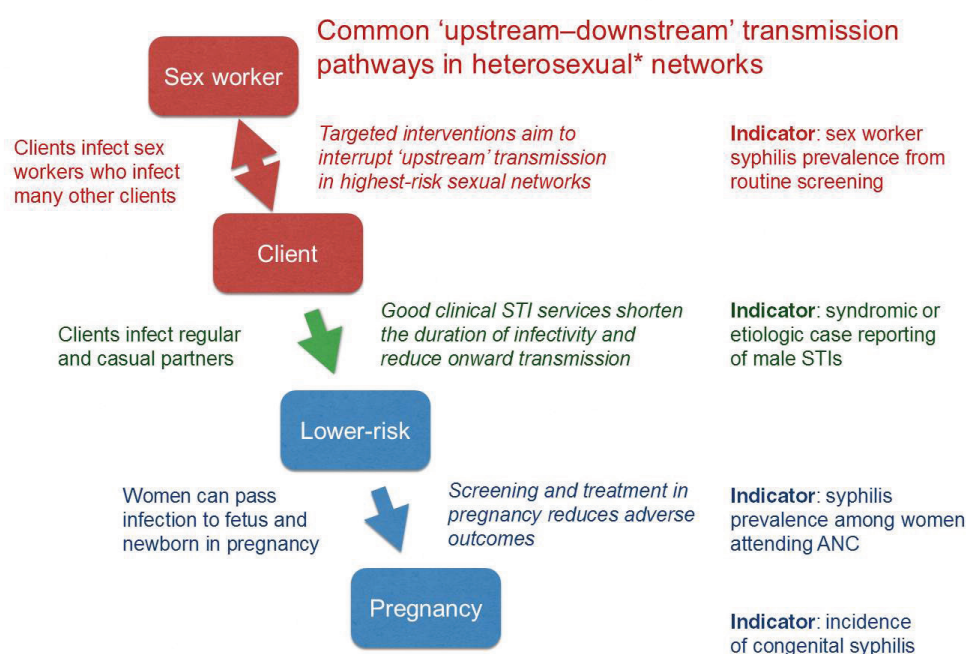 Common ‘upstream–downstream’ transmission
pathways in heterosexual* networks
Sex worker
Clients infect sex
workers who infect
many other clients
Targeted interventions aim to
interrupt ‘upstream’ transmission
in highest-risk sexual networks
Indicator: sex worker
syphilis prevalence from
routine screening
Client
Clients infect regular
and casual partners
Good clinical STI services shorten
the duration of infectivity and
reduce onward transmission
Indicator: syndromic or
etiologic case reporting
of male STIs
Lower-risk
Women can pass
infection to fetus and
newborn in pregnancy
Screening and treatment in
pregnancy reduces adverse
outcomes
Indicator: syphilis
prevalence among women
attending ANC
Pregnancy
Indicator: incidence
of congenital syphilis